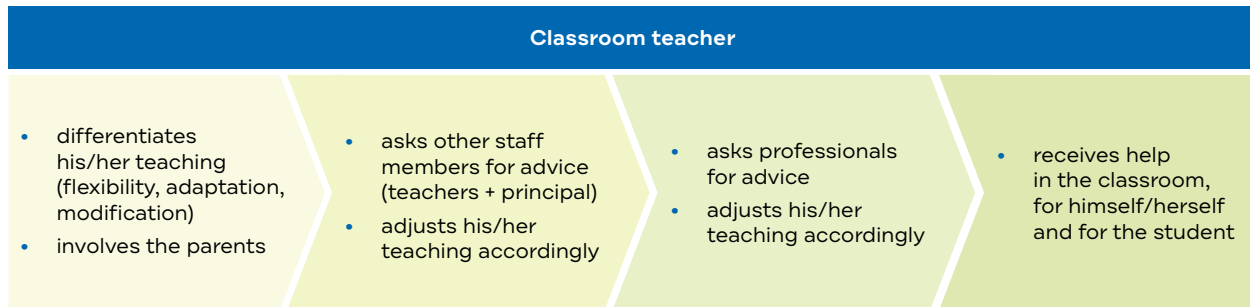 Classroom teacher
• differentiates
his/her teaching
(flexibility, adaptation,
modification)
• involves the parents
• asks other staff
members for advice
(teachers + principal)
• adjusts his/her
teaching accordingly
• asks professionals
for advice
• adjusts his/her
teaching accordingly
• receives help
in the classroom,
for himself/herself
and for the student